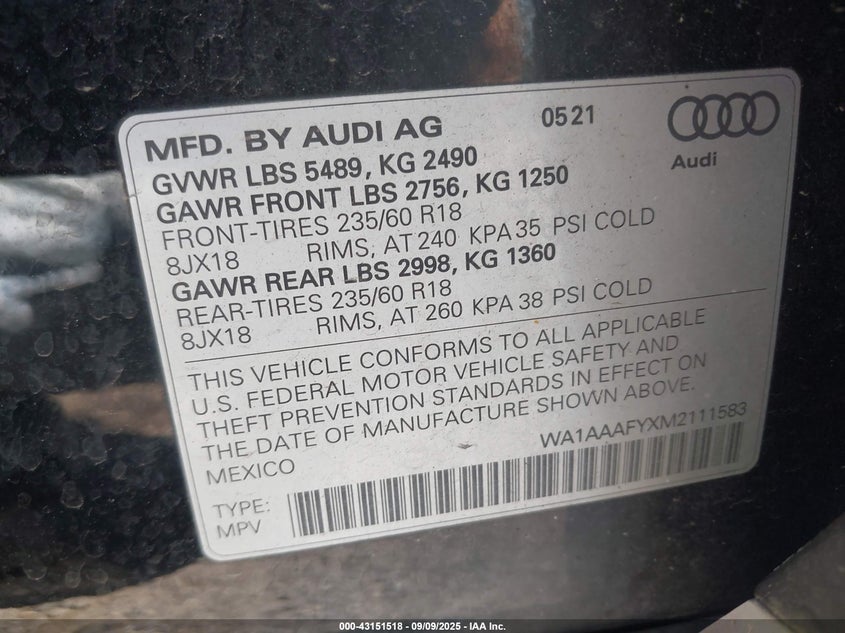 MFD. BY AUDI AG 0521
Audi
GVWR LBS 5489, KG 2490
GAWR FRONT LBS 2756, KG 1250
FRONT-TIRES 235/60 R18
8JX18 RIMS, AT 240 KPA 35 PSI COLD
GAWR REAR LBS 2998, KG 1360
REAR-TIRES 235/60 R18
8JX18 RIMS, AT 260 KPA 38 PSI COLD
THIS VEHICLE CONFORMS TO ALL APPLICABLE
U.S. FEDERAL MOTOR VEHICLE SAFETY AND
THEFT PREVENTION STANDARDS IN EFFECT ON
THE DATE OF MANUFACTURE SHOWN ABOVE.
MEXICO WA1AAAFYXM2111583
TYPE:
MPV
000-43151518 - 09/09/2025 - IAA Inc.